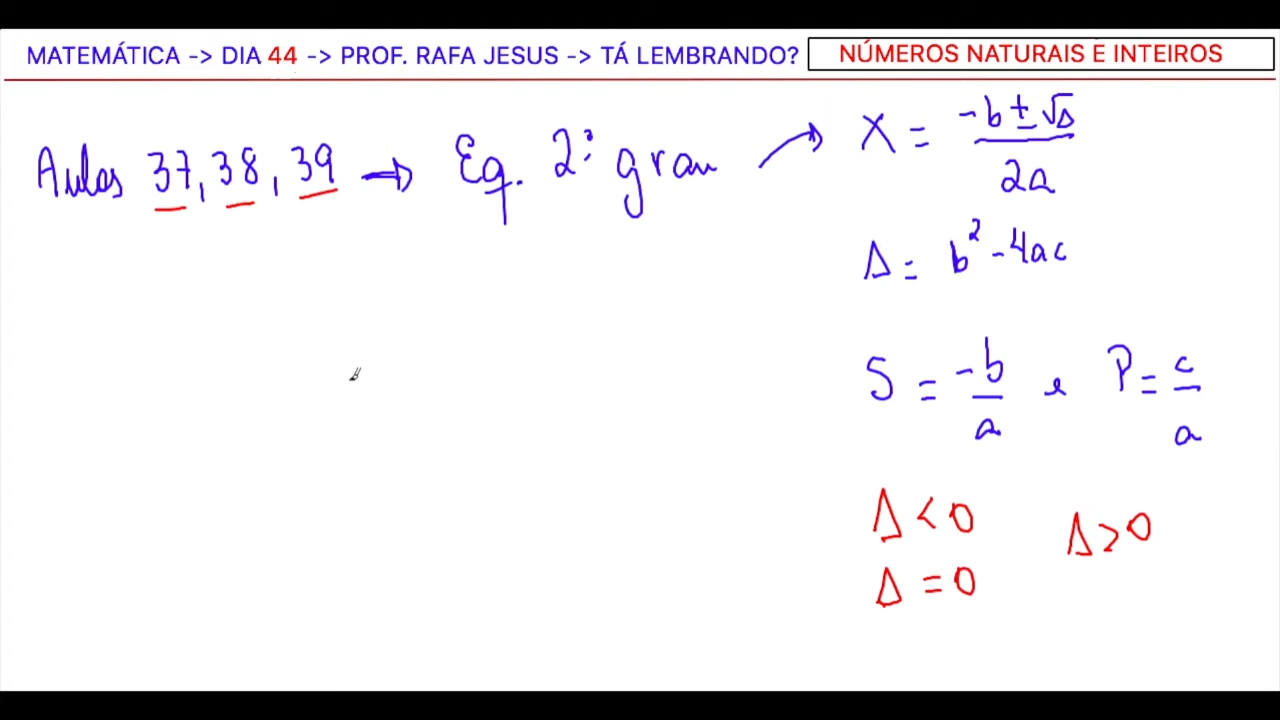 MATEMÁTICA -> DIA 44 -> PROF. RAFA JESUS -> TÁ LEMBRANDO?
NÚMEROS NATURAIS E INTEIROS
Aulas 37, 38, 39 → Eq. 2º grau → X = -b ± √Δ / 2a
Δ = b² - 4ac
S = -b/a e P = c/a
Δ < 0 Δ > 0
Δ = 0